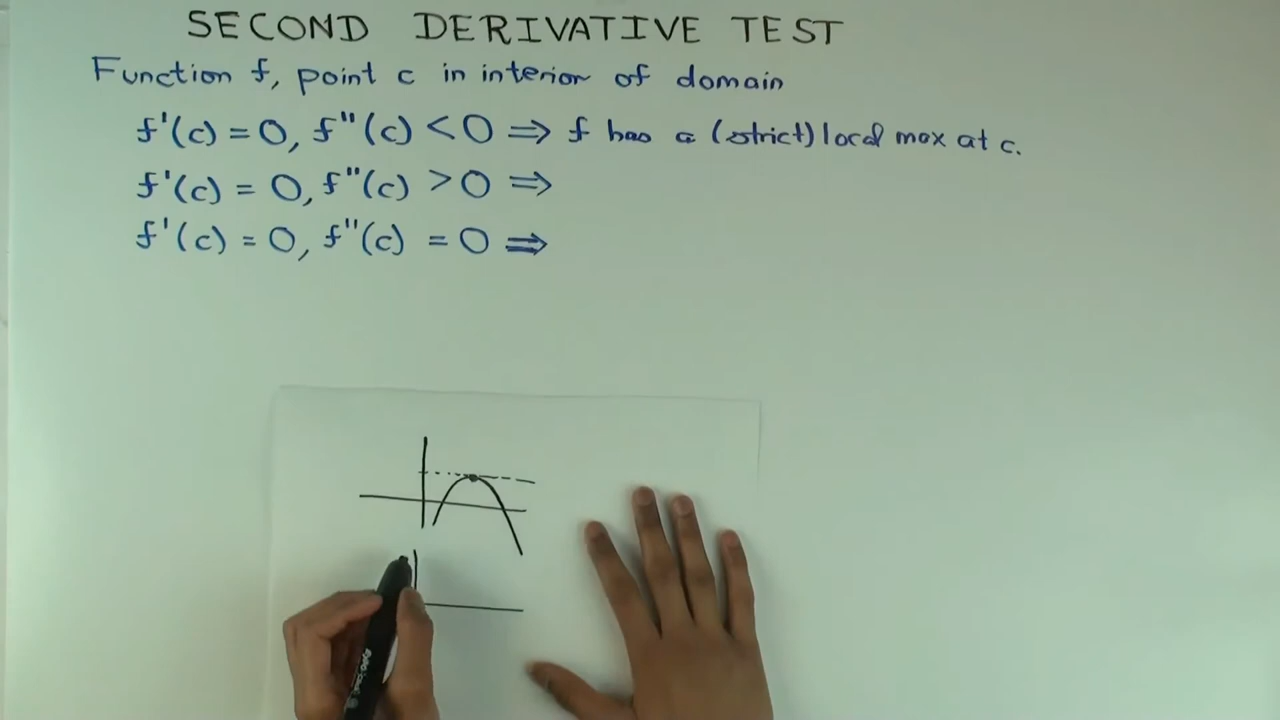 SECOND DERIVATIVE TEST
Function f, point c in interior of domain
f'(c) = 0, f"(c) < 0 ⇒ f has a (strict) local max at c.
f'(c) = 0, f"(c) > 0 ⇒
f'(c) = 0, f"(c) = 0 ⇒